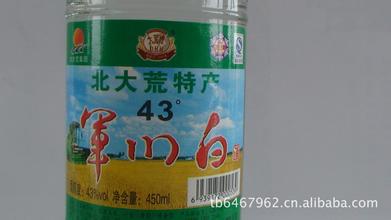 北大荒特产
43°
军川白酒
酒精度：43%vol 净含量：450ml
tb6467962.cn.alibaba.com